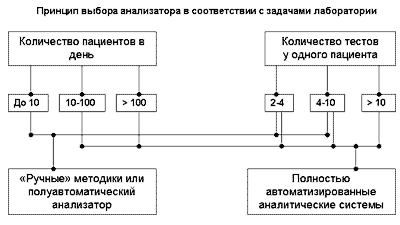 Принцип выбора анализатора в соответствии с задачами лаборатории
Количество пациентов в
день
Количество тестов
у одного пациента
До 10
10-100
> 100
2-4
4-10
> 10
«Ручные» методики или
полуавтоматический
анализатор
Полностью
автоматизированные
аналитические системы